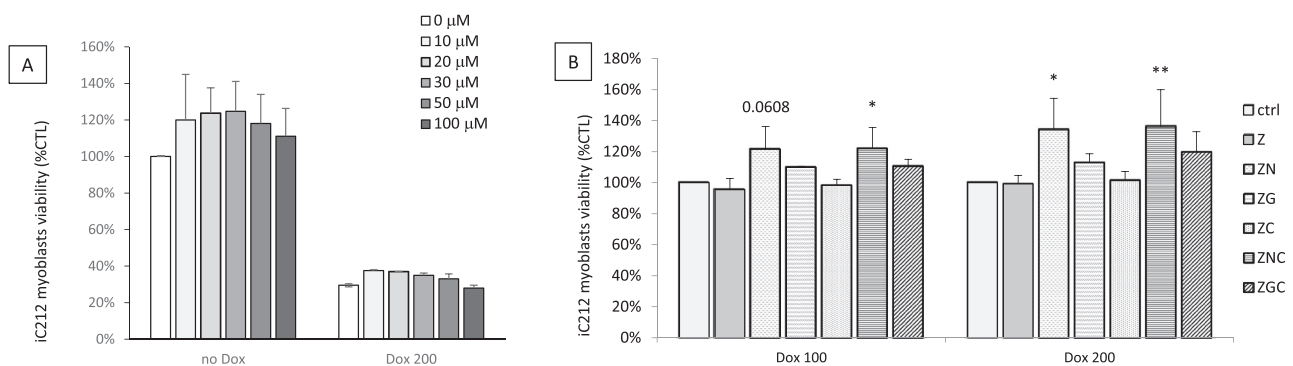 A
iC212 myoblasts viability (%CTL)
160%
140%
120%
100%
80%
60%
40%
20%
0%
no Dox
Dox 200
0 μM
10 μM
20 μM
30 μM
50 μM
100 μM
B
iC212 myoblasts viability (%CTL)
180%
160%
140%
120%
100%
80%
60%
40%
20%
0%
0.0608
*
*
**
Dox 100
Dox 200
ctrl
Z
ZN
ZG
ZC
ZNC
ZGC